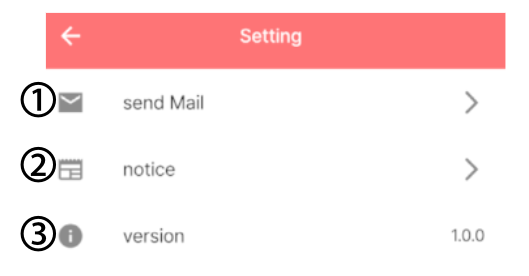 Setting
① send Mail
② notice
③ version 1.0.0